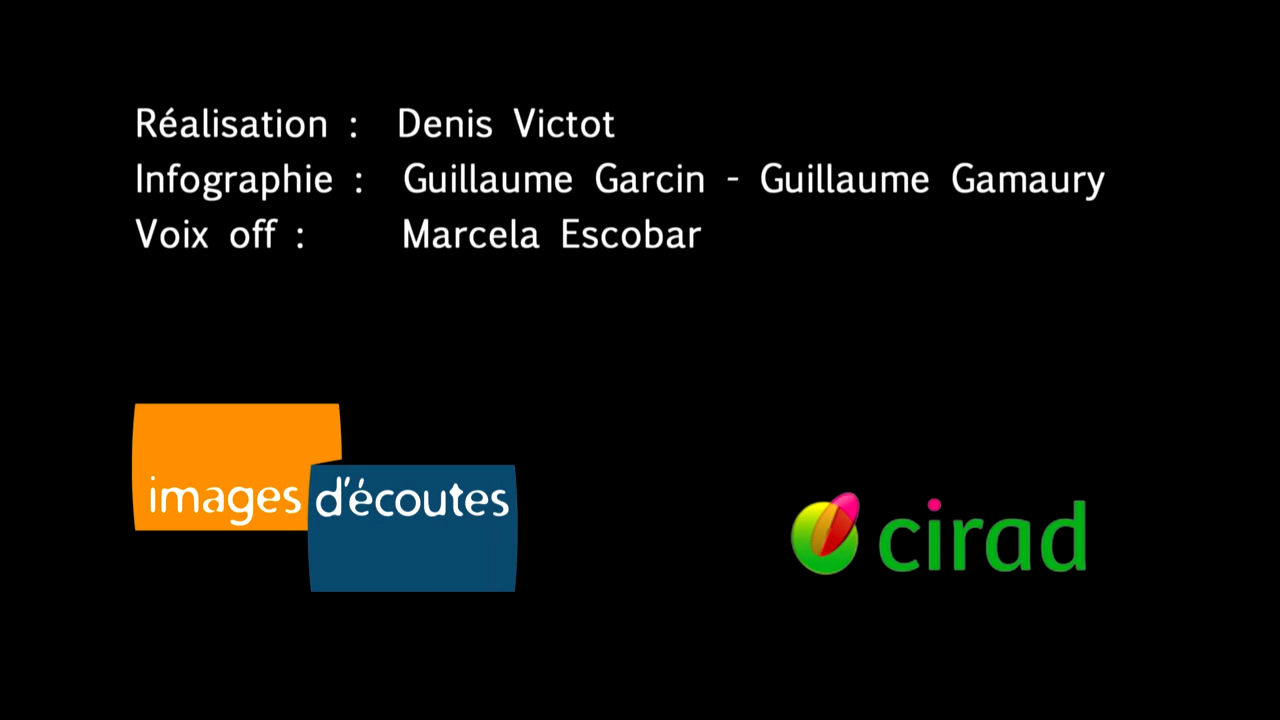 Réalisation : Denis Victot
Infographie : Guillaume Garcin - Guillaume Gamaury
Voix off : Marcela Escobar
images d'écoutes
cirad